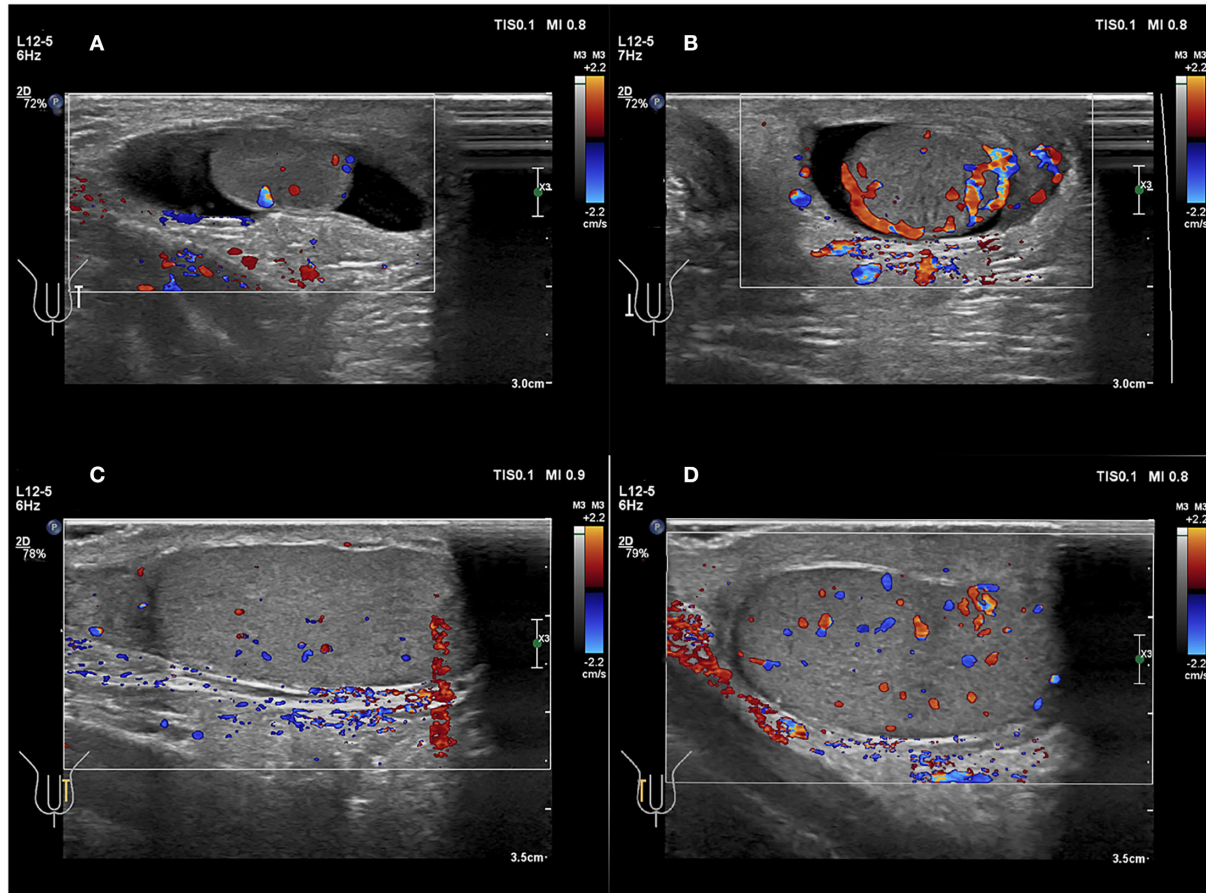 A
TIS0.1 MI 0.8
L12-5
6Hz
M3 M3
+2.2
2D
72%
P
X3
-2.2
cm/s
3.0cm
B
TIS0.1 MI 0.8
L12-5
7Hz
M3 M3
+2.2
2D
72%
P
X3
-2.2
cm/s
3.0cm
C
TIS0.1 MI 0.9
L12-5
6Hz
M3 M3
+2.2
2D
78%
P
X3
-2.2
cm/s
3.5cm
D
TIS0.1 MI 0.8
L12-5
6Hz
M3 M3
+2.2
2D
79%
P
X3
-2.2
cm/s
3.5cm